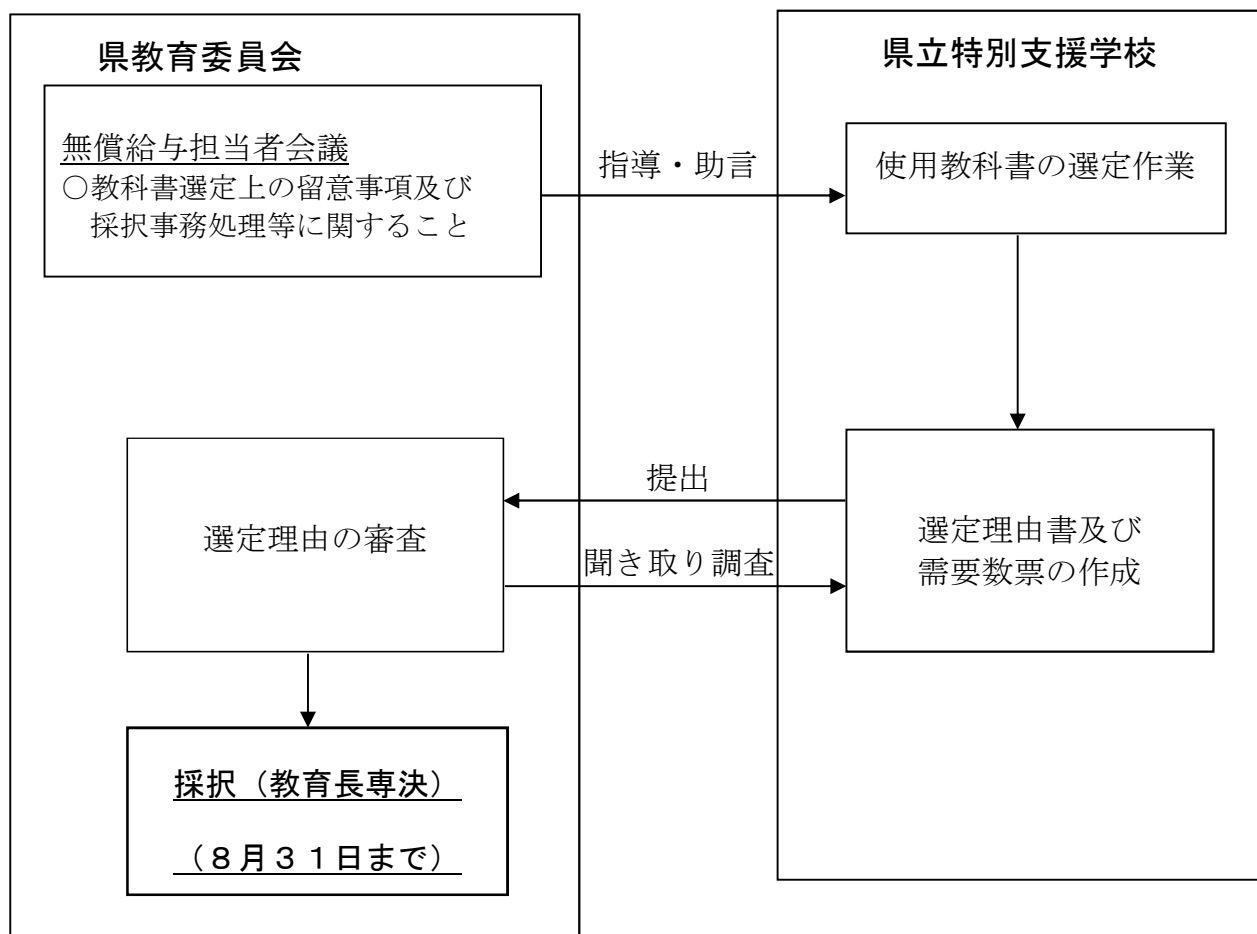 県教育委員会
無償給与担当者会議
○教科書選定上の留意事項及び
採択事務処理等に関すること
指導・助言
県立特別支援学校
使用教科書の選定作業
選定理由書及び
需要数票の作成
提出
聞き取り調査
選定理由の審査
採択（教育長専決）
（８月３１日まで）